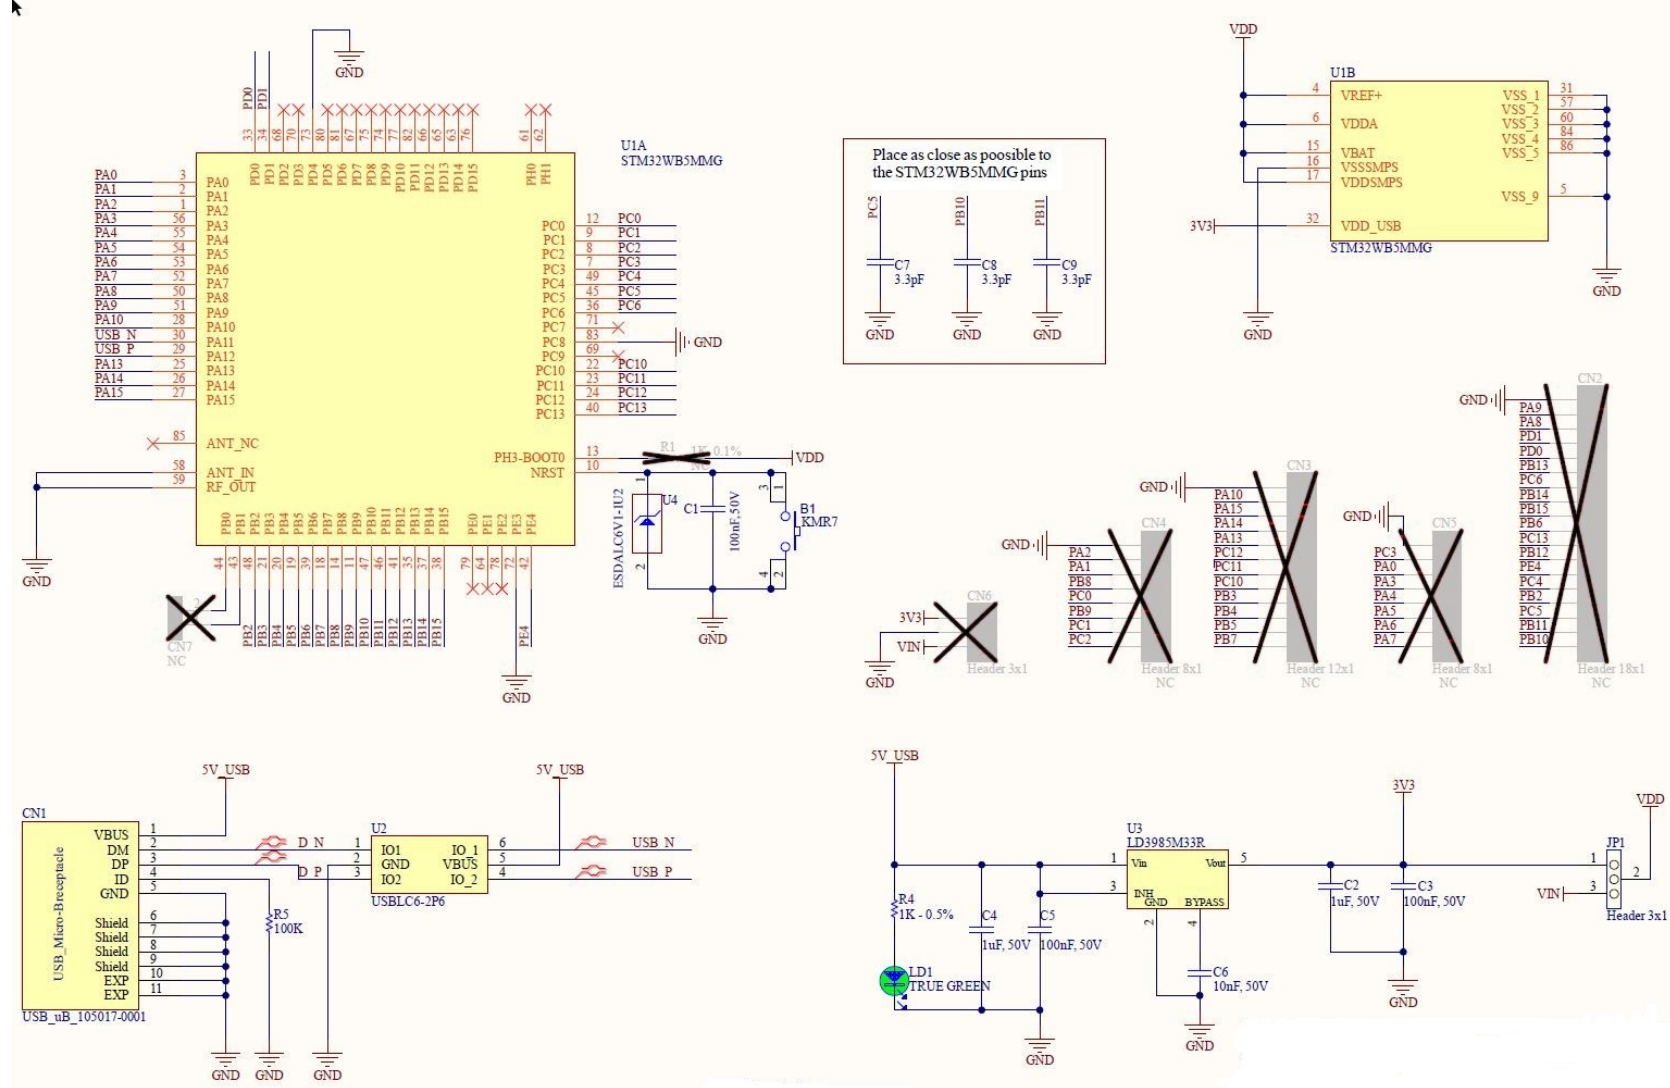 GND
PD0
PD1
33
34
68
70
73
80
81
67
75
74
77
82
66
65
63
76
61
62
PD0
PD1
PD2
PD3
PD4
PD5
PD6
PD7
PD8
PD9
PD10
PD11
PD12
PD13
PD14
PD15
PH0
PH1
U1A
STM32WB5MMG
PA0 3 PA0
PA1 2 PA1
PA2 1 PA2
PA3 56 PA3
PA4 55 PA4
PA5 54 PA5
PA6 53 PA6
PA7 52 PA7
PA8 50 PA8
PA9 51 PA9
PA10 28 PA10
USB_N 30 PA11
USB_P 29 PA12
PA13 25 PA13
PA14 26 PA14
PA15 27 PA15
85 ANT_NC
58 ANT_IN
59 RF_OUT
GND
PC0 12 PC0
PC1 9 PC1
PC2 8 PC2
PC3 7 PC3
PC4 49 PC4
PC5 45 PC5
PC6 36 PC6
PC7 71
PC8 83 GND
PC9 69
PC10 22 PC10
PC11 23 PC11
PC12 24 PC12
PC13 40 PC13
PH3-BOOT0 13
NRST 10
R1
1K-0.1%
NC
VDD
PB0
PB1
PB2
PB3
PB4
PB5
PB6
PB7
PB8
PB9
PB10
PB11
PB12
PB13
PB14
PB15
PE0
PE1
PE2
PE3
PE4
44
43
48
21
20
19
39
18
14
11
47
46
41
35
37
38
79
64
78
72
42
2
CN7
NC
PB2
PB3
PB4
PB5
PB6
PB7
PB8
PB9
PB10
PB11
PB12
PB13
PB14
PB15
PE4
GND
ESDALC6V1-1U2
1
U4
2
C1
100nF,50V
3
1
4
2
B1
KMR7
GND
Place as close as poosible to
the STM32WB5MMG pins
PC5
PB10
PB11
C7
3.3pF
C8
3.3pF
C9
3.3pF
GND
GND
GND
VDD
U1B
4 VREF+
6 VDDA
15 VBAT
16 VSSSMPS
17 VDDSMPS
3V3 32 VDD_USB
VSS_1 31
VSS_2 57
VSS_3 60
VSS_4 84
VSS_5 86
VSS_9 5
STM32WB5MMG
GND
GND
CN6
3V3
VIN
GND
Header 3x1
CN4
GND
PA2
PA1
PB8
PC0
PB9
PC1
PC2
Header 8x1
NC
CN3
GND
PA10
PA15
PA14
PA13
PC12
PC11
PC10
PB3
PB4
PB5
PB7
Header 12x1
NC
CN5
GND
PC3
PA0
PA3
PA4
PA5
PA6
PA7
Header 8x1
NC
CN2
GND
PA9
PA8
PD1
PD0
PB13
PC6
PB14
PB15
PB6
PC13
PB12
PE4
PC4
PB2
PC5
PB11
PB10
Header 18x1
NC
CN1
USB_Micro-Breceptacle
VBUS 1
DM 2
DP 3
ID 4
GND 5
Shield 6
Shield 7
Shield 8
Shield 9
EXP 10
EXP 11
USB_uB_105017-0001
5V_USB
D_N
D_P
R5
100K
GND
GND
GND
U2
1 IO1
2 GND
3 IO2
IO_1 6
VBUS 5
IO_2 4
USBLC6-2P6
5V_USB
USB_N
USB_P
5V_USB
R4
1K - 0.5%
LD1
TRUE GREEN
C4
1uF, 50V
C5
100nF, 50V
GND
U3
LD3985M33R
1 Vin
3 INH
Vout 5
GND
BYPASS
2
4
C6
10nF, 50V
GND
3V3
C2
1uF, 50V
C3
100nF, 50V
GND
VDD
JP1
1
2
VIN 3
Header 3x1